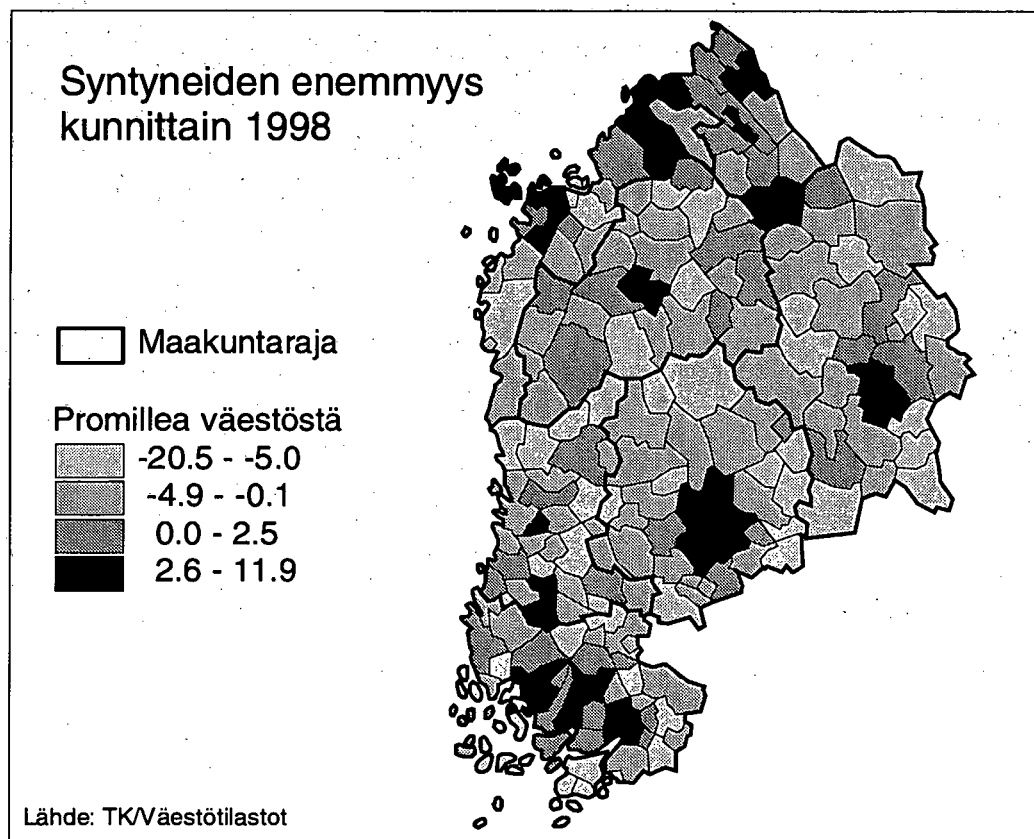 Syntyneiden enemmyys
kunnittain 1998
Maakuntaraja
Promillea väestöstä
-20.5 - -5.0
-4.9 - -0.1
0.0 - 2.5
2.6 - 11.9
Lähde: TK/Väestötilastot